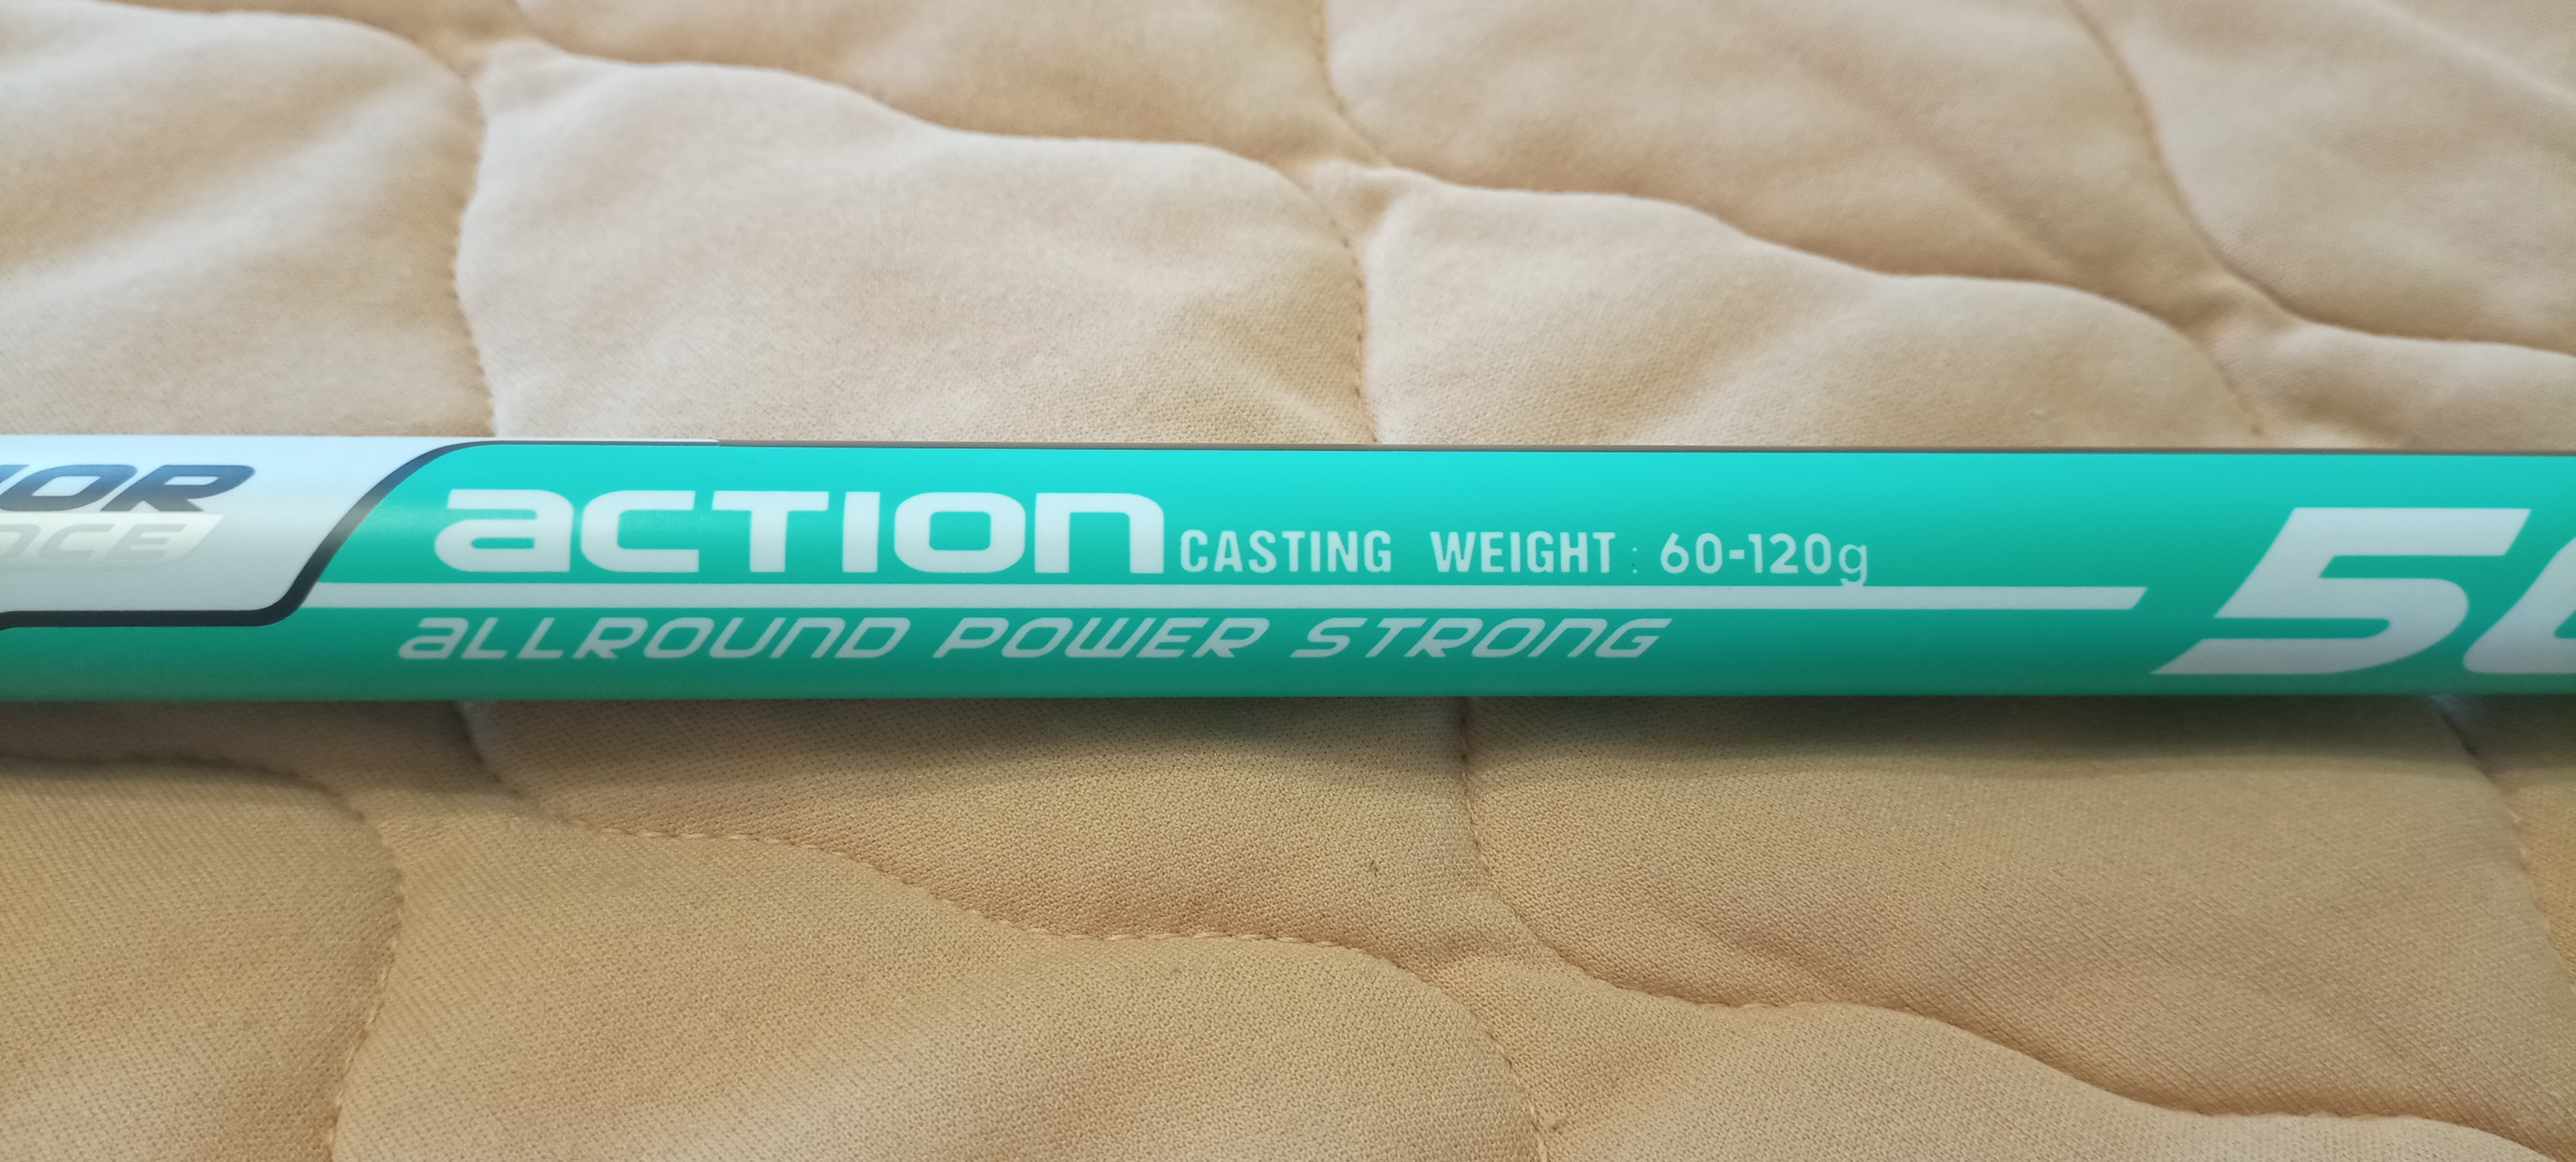 ACTION CASTING WEIGHT : 60-120g
ALLROUND POWER STRONG